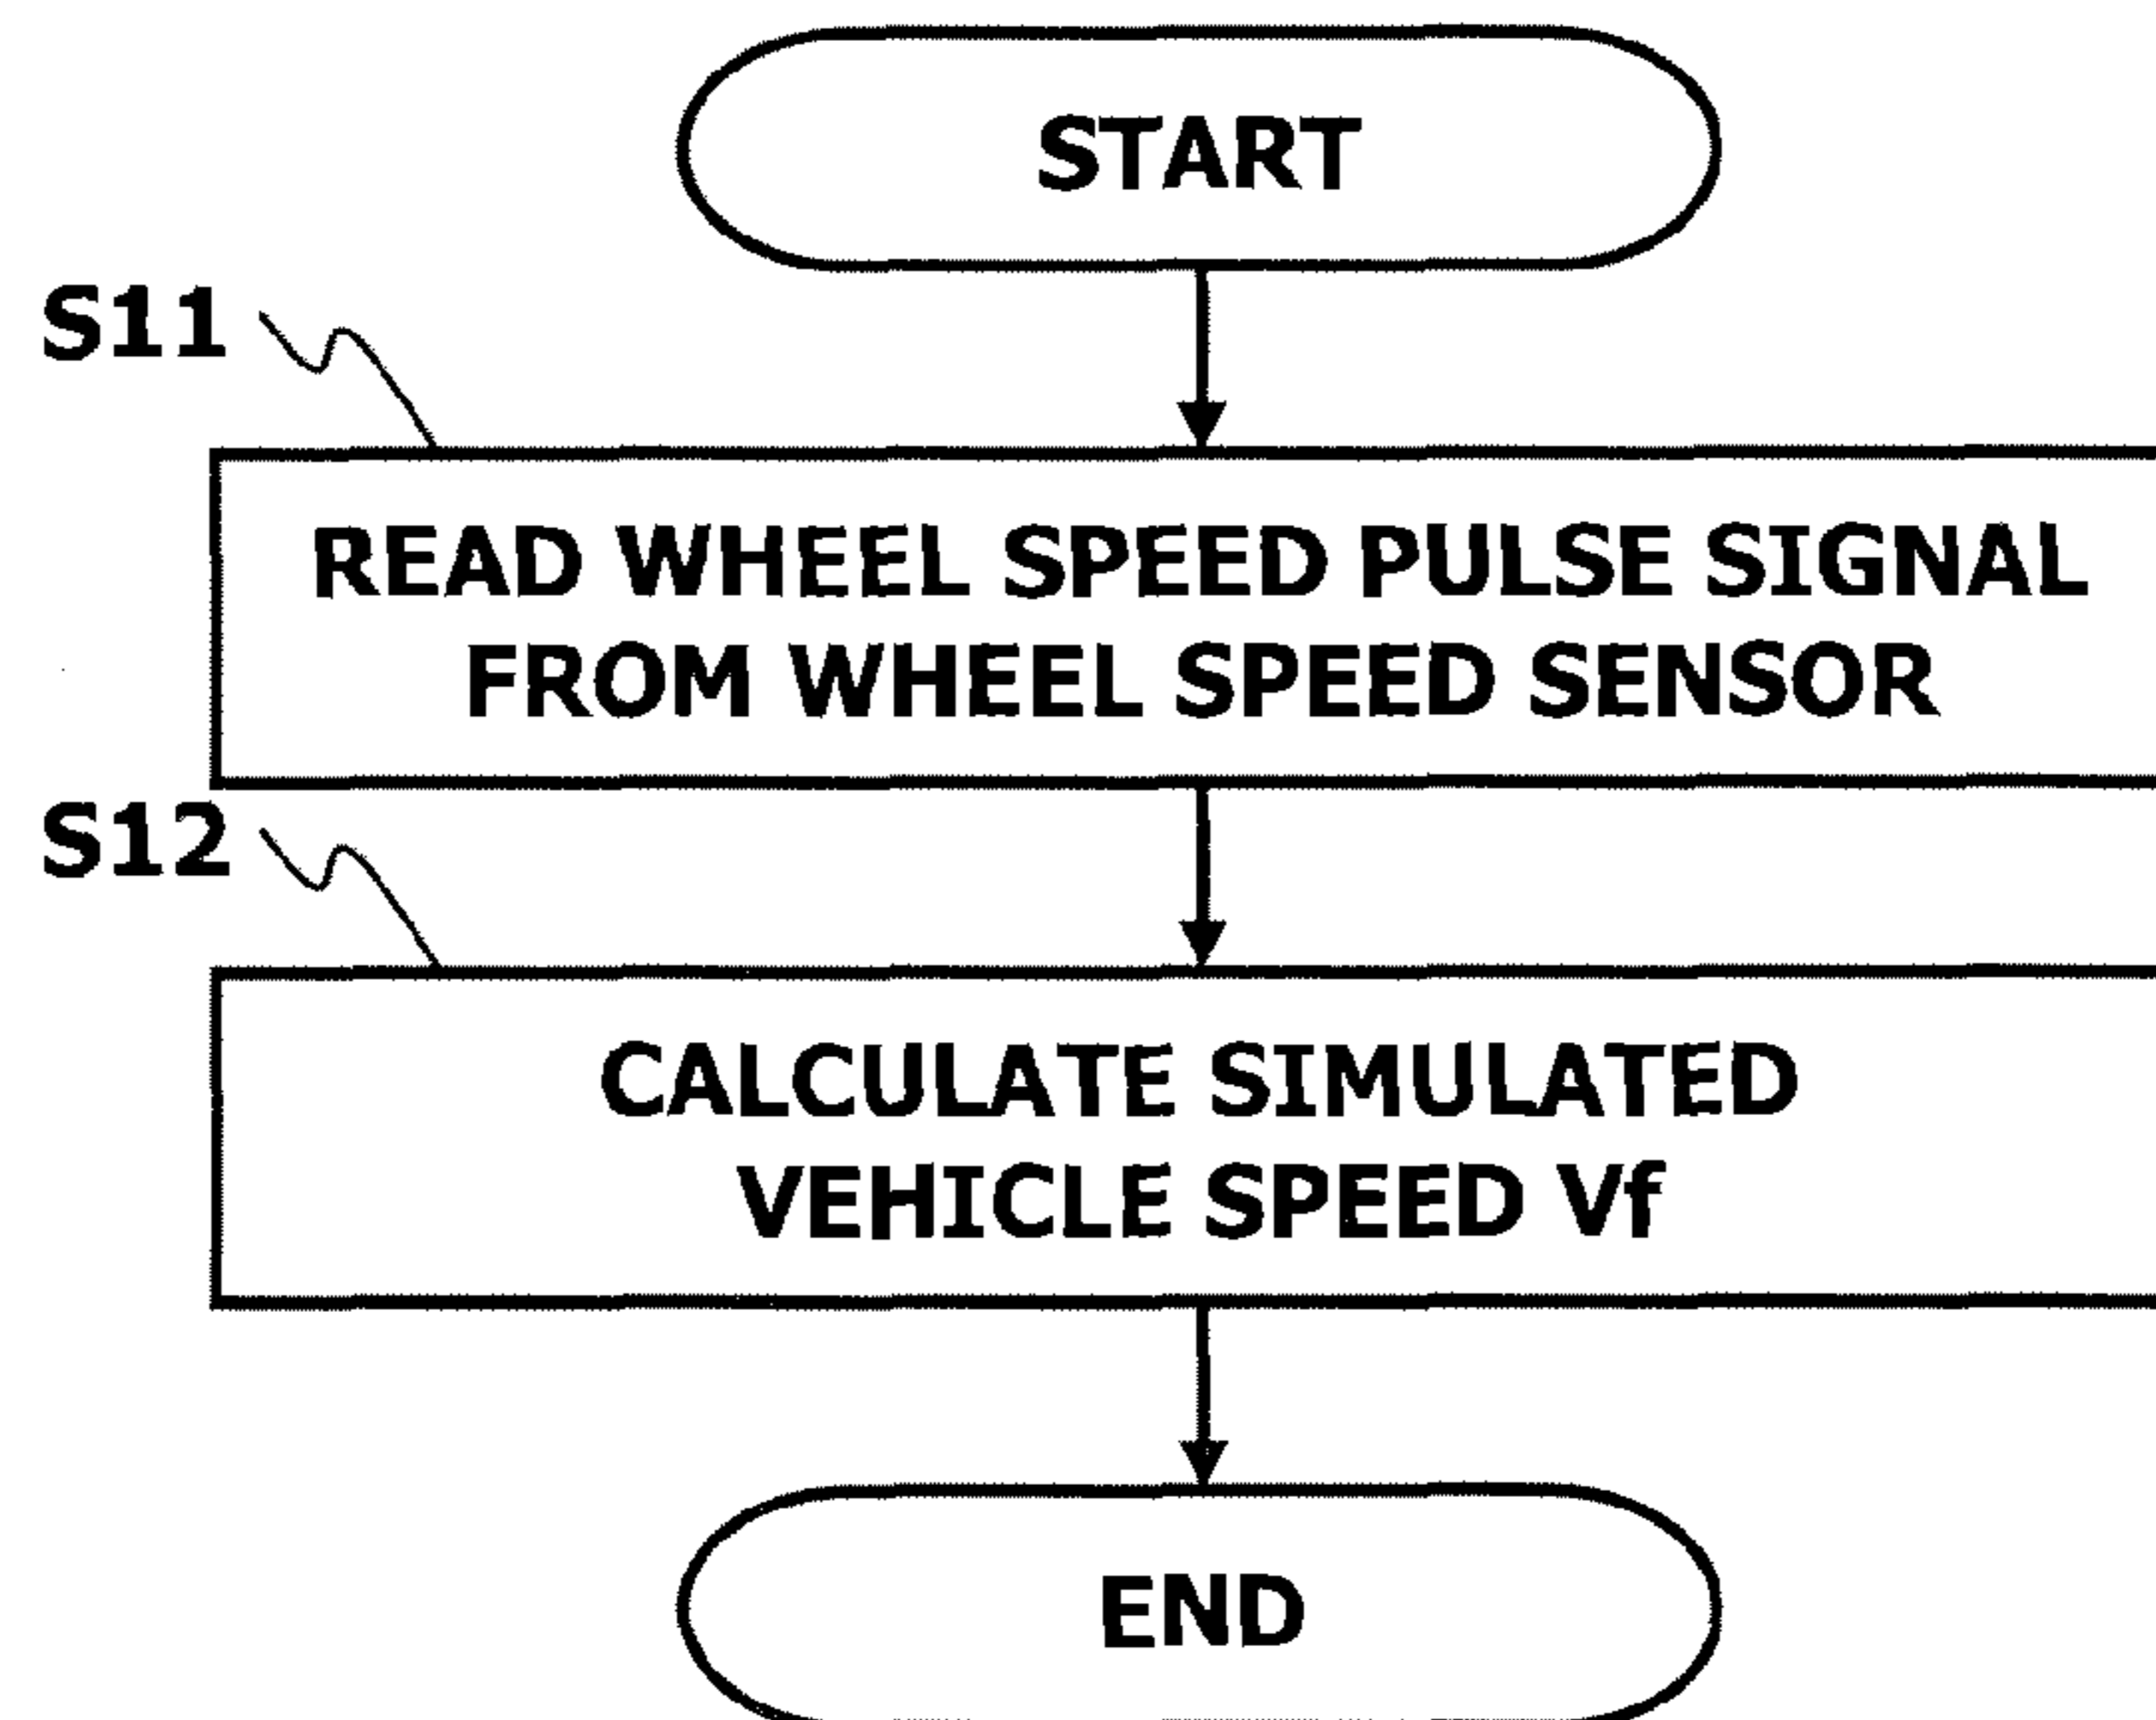 START
S11
READ WHEEL SPEED PULSE SIGNAL
FROM WHEEL SPEED SENSOR
S12
CALCULATE SIMULATED
VEHICLE SPEED Vf
END